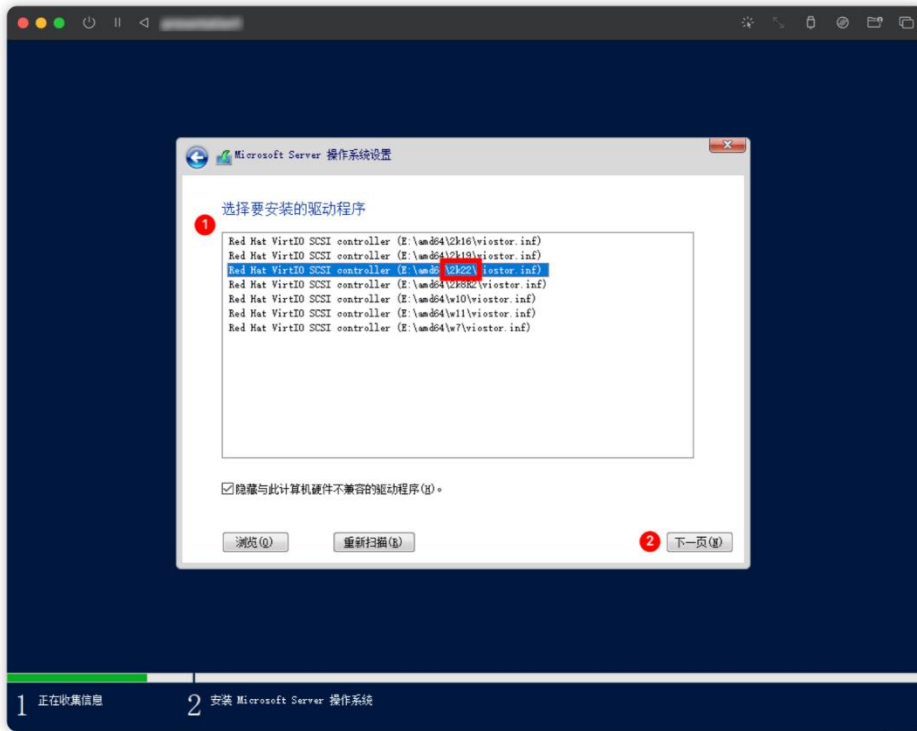 Microsoft Server 操作系统设置
选择要安装的驱动程序
1
Red Hat VirtIO SCSI controller (E:\amd64\2k16\viostor.inf)
Red Hat VirtIO SCSI controller (E:\amd64\2k19\viostor.inf)
Red Hat VirtIO SCSI controller (E:\amd64\2k22\viostor.inf)
Red Hat VirtIO SCSI controller (E:\amd64\2k8R2\viostor.inf)
Red Hat VirtIO SCSI controller (E:\amd64\w10\viostor.inf)
Red Hat VirtIO SCSI controller (E:\amd64\w11\viostor.inf)
Red Hat VirtIO SCSI controller (E:\amd64\w7\viostor.inf)
隐藏与此计算机硬件不兼容的驱动程序(H)。
浏览(O) 重新扫描(R) 2 下一页(N)
1 正在收集信息 2 安装 Microsoft Server 操作系统